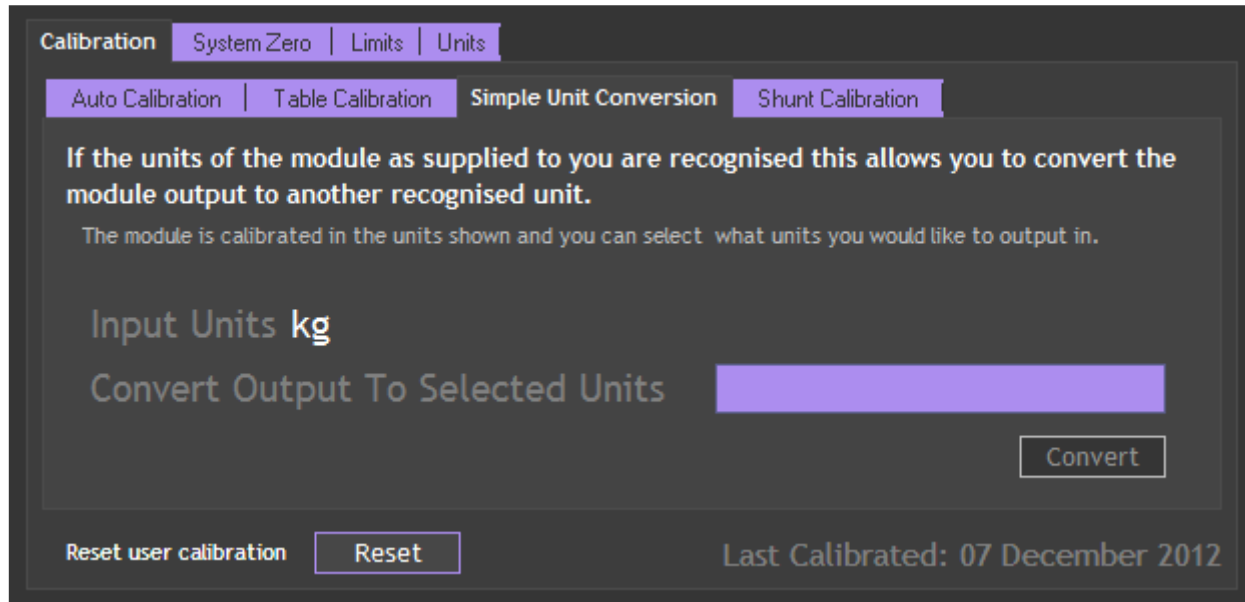 Calibration System Zero | Limits | Units
Auto Calibration | Table Calibration Simple Unit Conversion Shunt Calibration
If the units of the module as supplied to you are recognised this allows you to convert the
module output to another recognised unit.
The module is calibrated in the units shown and you can select what units you would like to output in.
Input Units kg
Convert Output To Selected Units
Convert
Reset user calibration Reset Last Calibrated: 07 December 2012